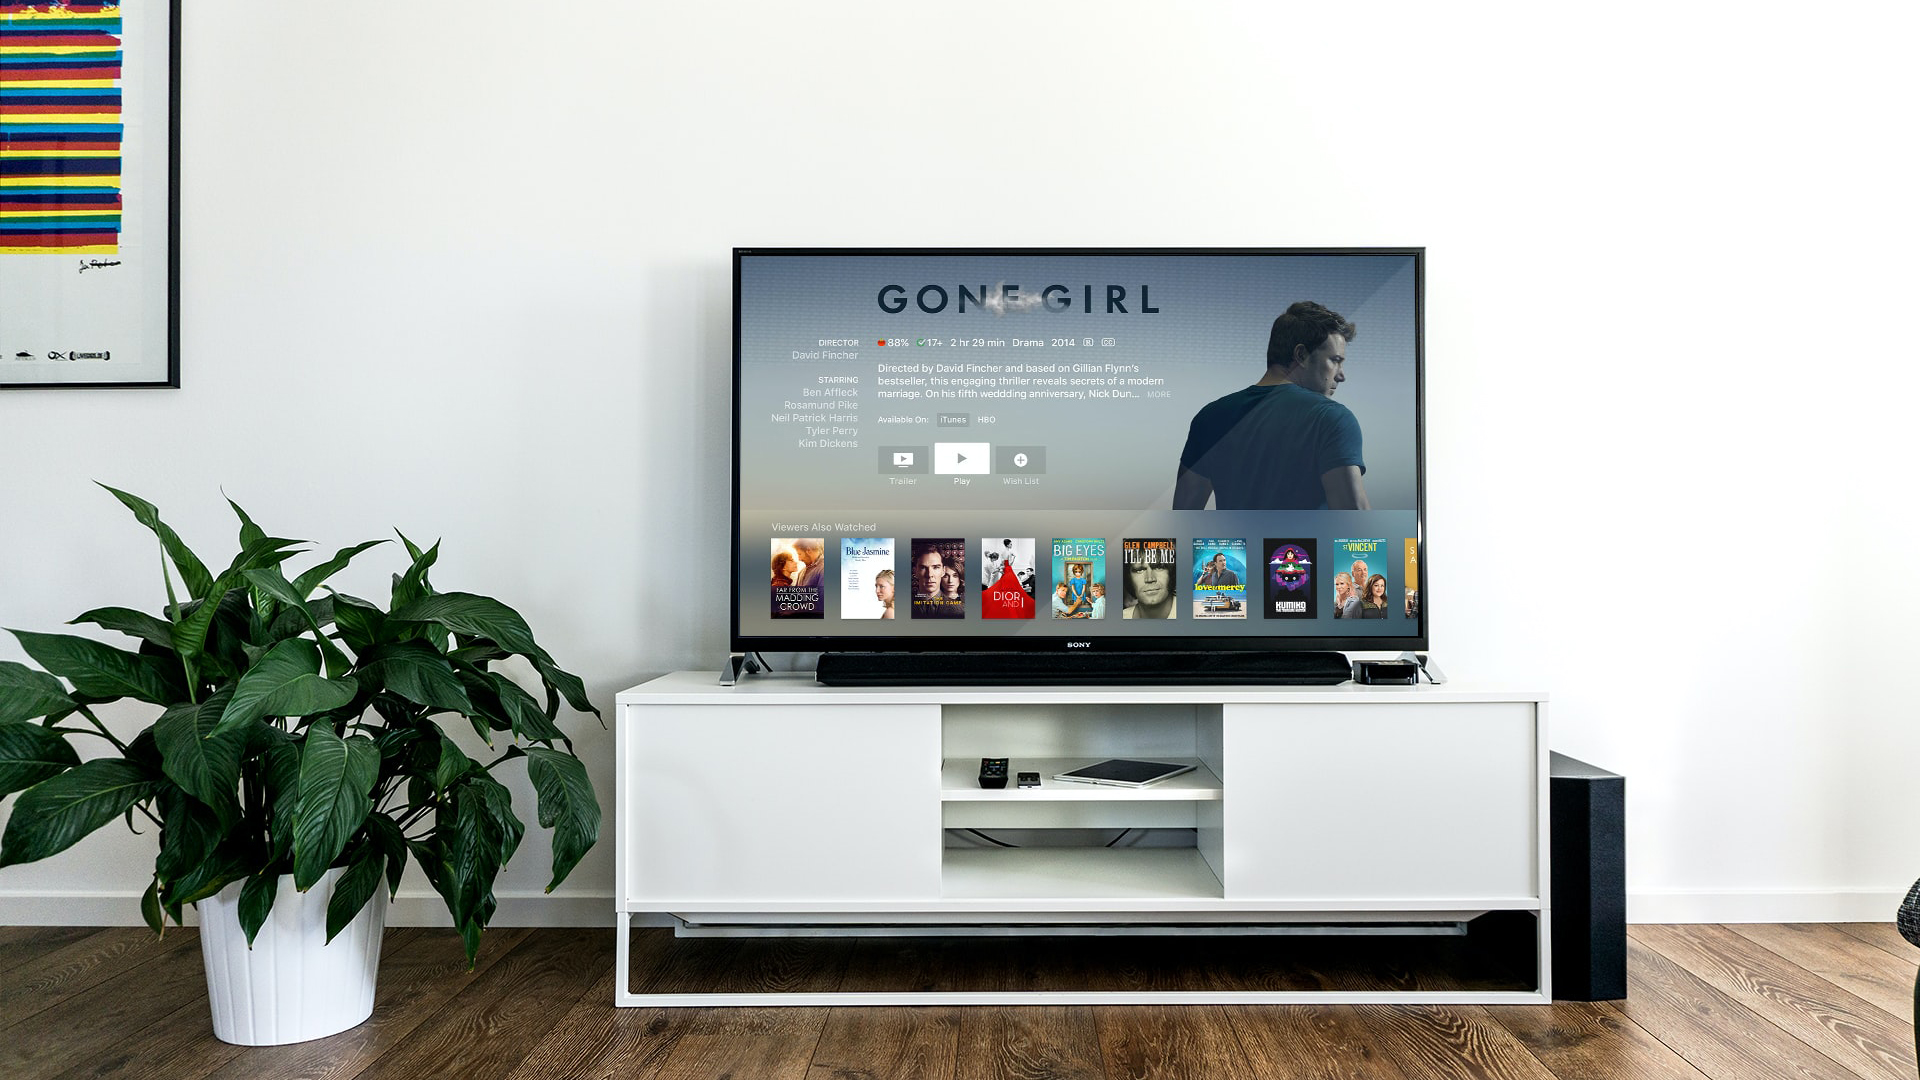 GONE GIRL
DIRECTOR
David Fincher
STARRING
Ben Affleck
Rosamund Pike
Neil Patrick Harris
Tyler Perry
Kim Dickens
88% 17+ 2 hr 29 min Drama 2014 R CC
Directed by David Fincher and based on Gillian Flynn's
bestseller, this engaging thriller reveals secrets of a modern
marriage. On his fifth weddding anniversary, Nick Dun... MORE
Available On: iTunes HBO
Trailer
Play
Wish List
Viewers Also Watched
FAR FROM THE
MADDING
CROWD
Blue Jasmine
IMITATION GAME
DIOR
AND I
BIG EYES
GLEN CAMPBELL
I'LL BE ME
love&mercy
KUMIKO
ST. VINCENT
S
A
SONY